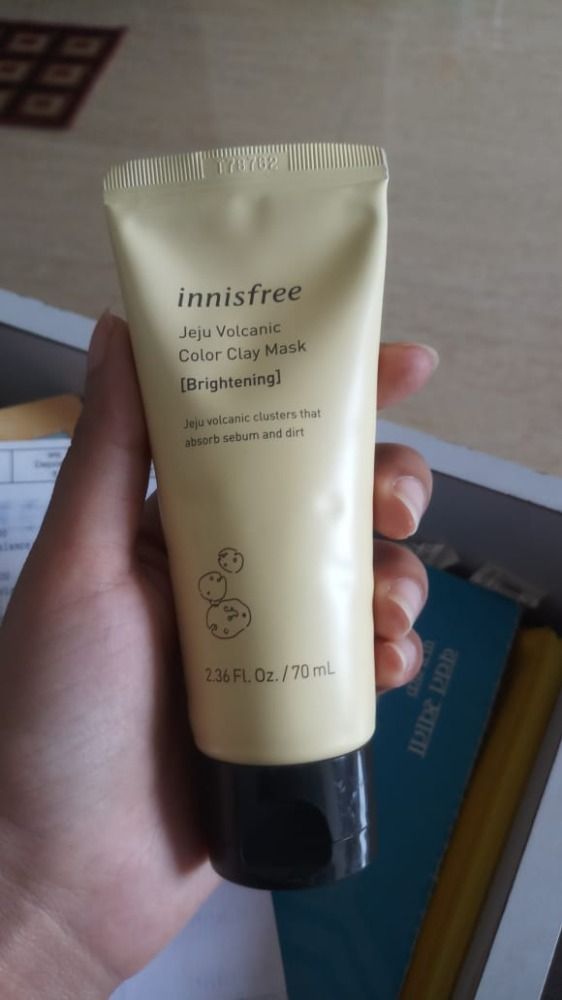 T78762
innisfree
Jeju Volcanic
Color Clay Mask
[Brightening]
Jeju volcanic clusters that
absorb sebum and dirt
2.36 Fl. Oz. / 70 mL